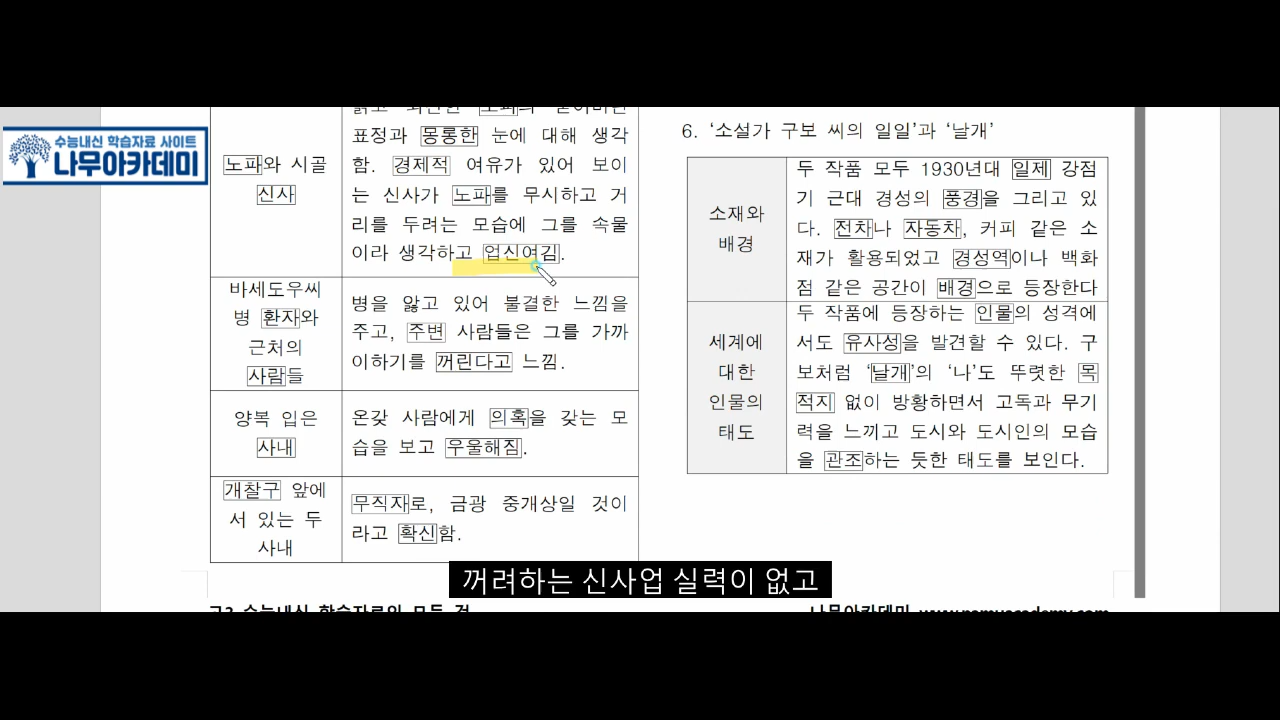 수능내신 학습자료 사이트
나무아카데미
노파와 시골
신사
표정과 몽롱한 눈에 대해 생각
함. 경제적 여유가 있어 보이
는 신사가 노파를 무시하고 거
리를 두려는 모습에 그를 속물
이라 생각하고 업신여김.
바세도우씨
병 환자와
근처의
사람들
병을 앓고 있어 불결한 느낌을
주고, 주변 사람들은 그를 가까
이하기를 꺼린다고 느낌.
양복 입은
사내
온갖 사람에게 의혹을 갖는 모
습을 보고 우울해짐.
개찰구 앞에
서 있는 두
사내
무직자로, 금광 중개상일 것이
라고 확신함.
6. ‘소설가 구보 씨의 일일’과 ‘날개’
소재와
배경
두 작품 모두 1930년대 일제 강점
기 근대 경성의 풍경을 그리고 있
다. 전차나 자동차, 커피 같은 소
재가 활용되었고 경성역이나 백화
점 같은 공간이 배경으로 등장한다
세계에
대한
인물의
태도
두 작품에 등장하는 인물의 성격에
서도 유사성을 발견할 수 있다. 구
보처럼 ‘날개’의 ‘나’도 뚜렷한 목
적지 없이 방황하면서 고독과 무기
력을 느끼고 도시와 도시인의 모습
을 관조하는 듯한 태도를 보인다.
꺼려하는 신사업 실력이 없고